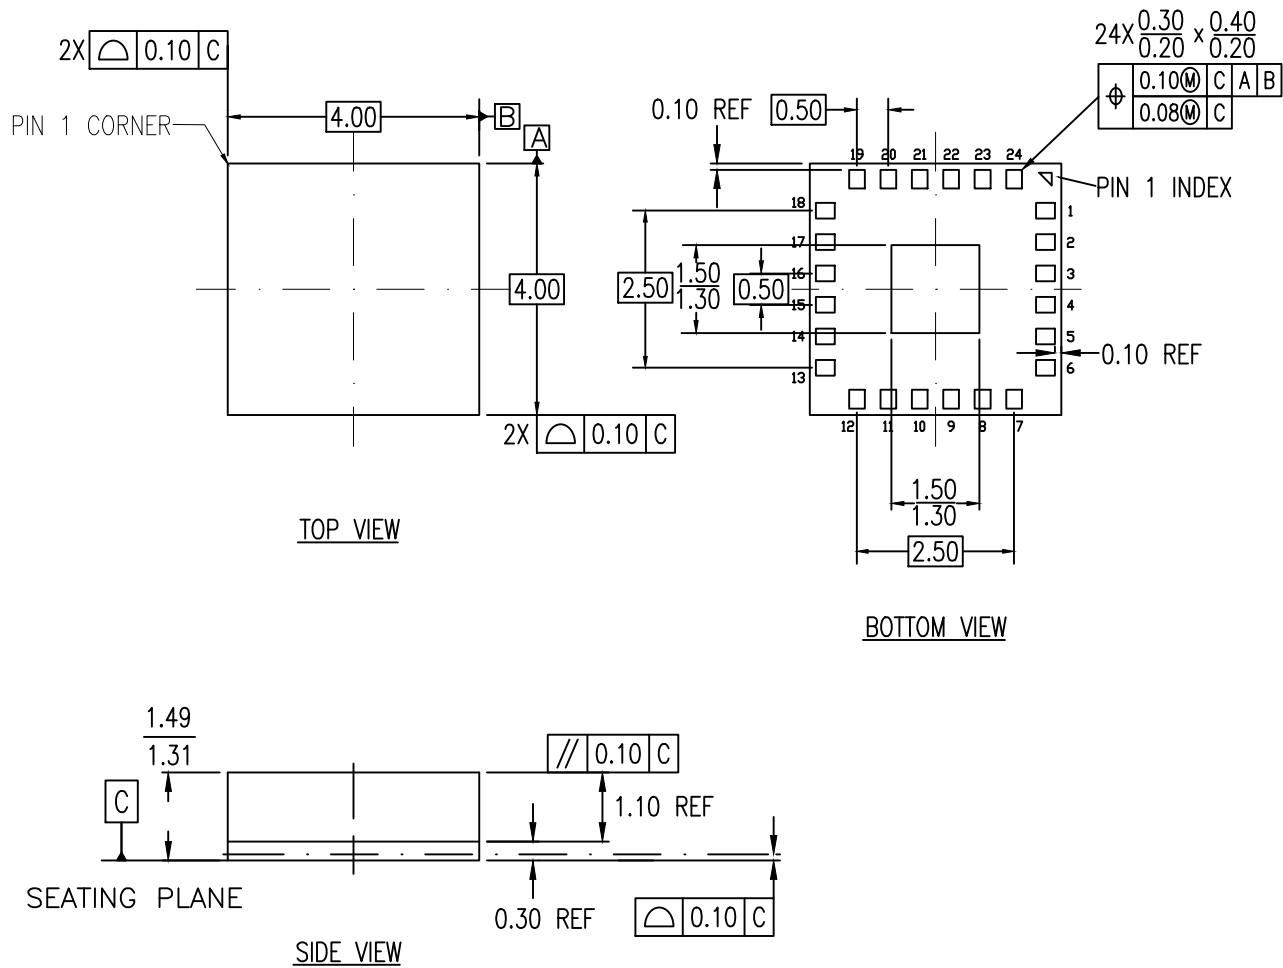 2X ⌓ 0.10 C
4.00
B
A
PIN 1 CORNER
4.00
2X ⌓ 0.10 C
TOP VIEW
24X 0.30/0.20 x 0.40/0.20
⌖ 0.10Ⓜ C A B
0.08Ⓜ C
0.10 REF
0.50
19 20 21 22 23 24
PIN 1 INDEX
18
17
16
15
14
13
1
2
3
4
5
6
2.50
1.50
1.30
0.50
0.10 REF
12 11 10 9 8 7
1.50
1.30
2.50
BOTTOM VIEW
1.49
1.31
C
// 0.10 C
1.10 REF
SEATING PLANE
0.30 REF
⌓ 0.10 C
SIDE VIEW